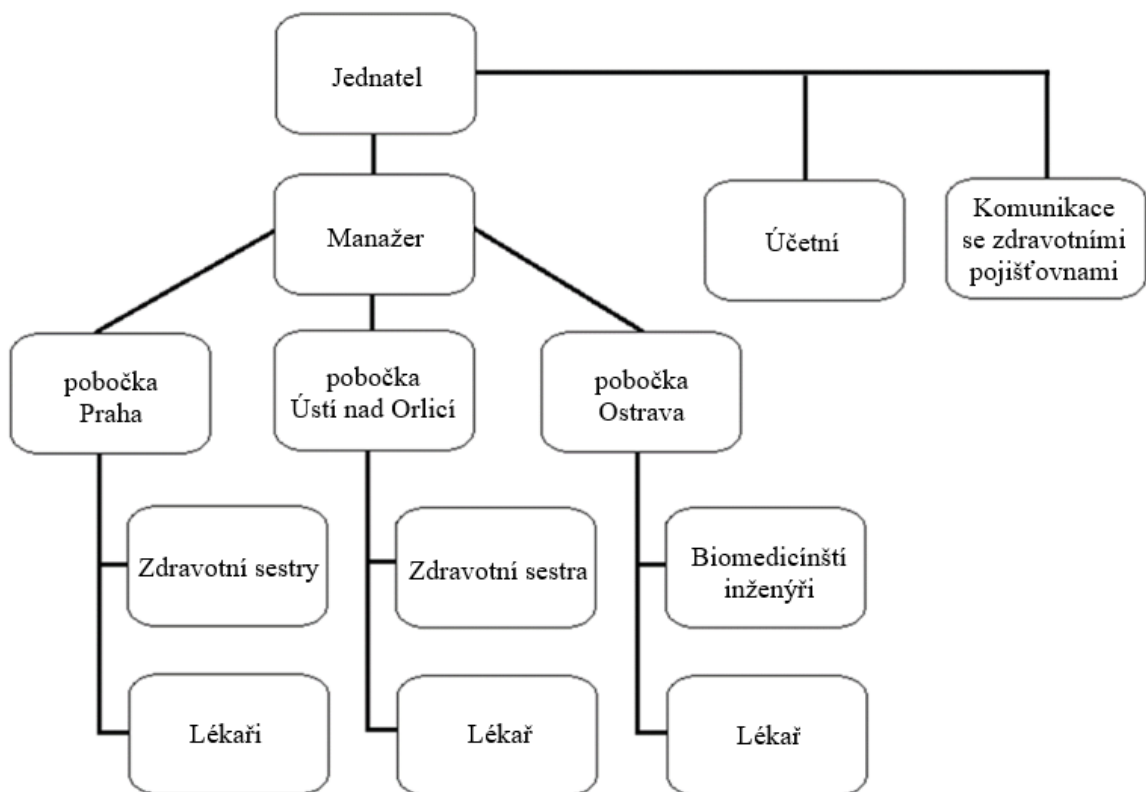 Jednatel
Manažer
Účetní
Komunikace
se zdravotními
pojišťovnami
pobočka
Praha
pobočka
Ústí nad Orlicí
pobočka
Ostrava
Zdravotní sestry
Zdravotní sestra
Biomedicínští
inženýři
Lékaři
Lékař
Lékař